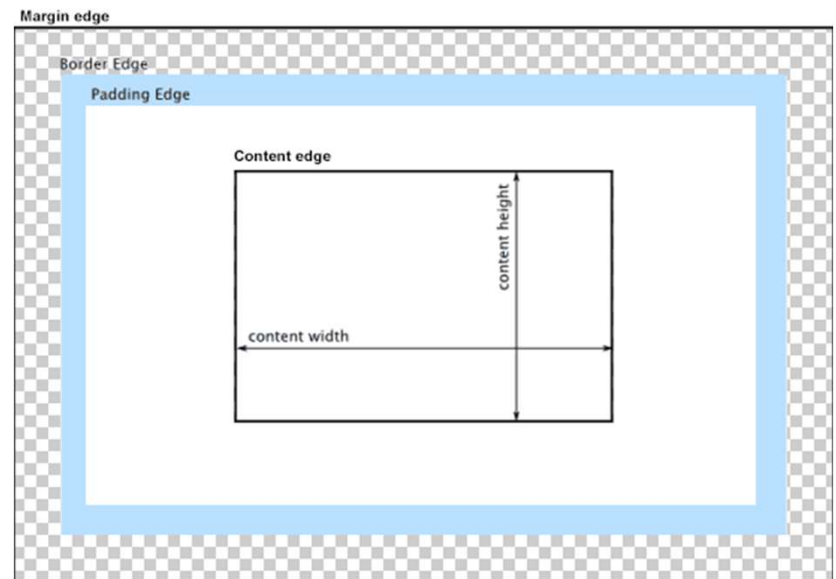 Margin edge
Border Edge
Padding Edge
Content edge
content height
content width